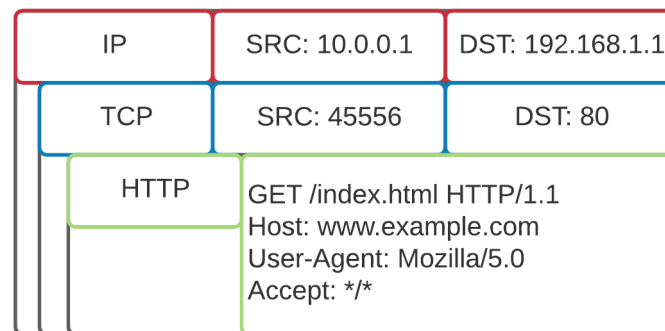 IP SRC: 10.0.0.1 DST: 192.168.1.1
TCP SRC: 45556 DST: 80
HTTP
GET /index.html HTTP/1.1
Host: www.example.com
User-Agent: Mozilla/5.0
Accept: */*